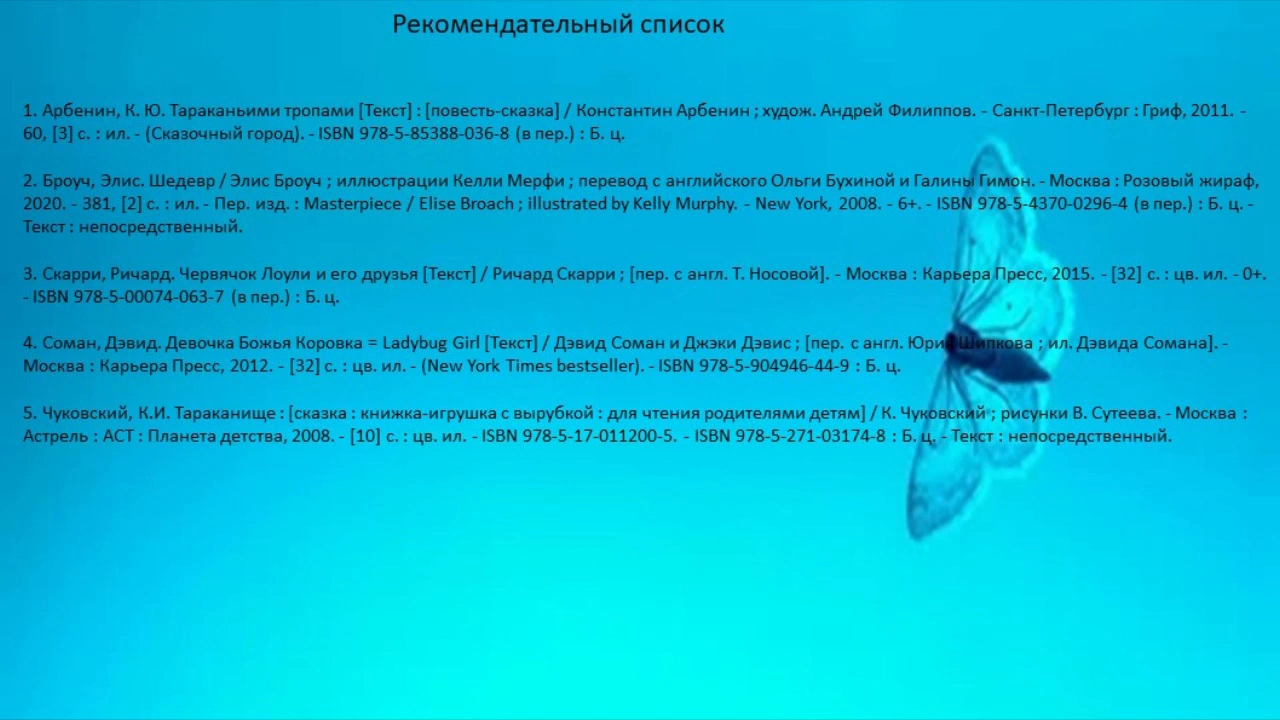 Рекомендательный список
1. Арбенин, К. Ю. Тараканьими тропами [Текст] : [повесть-сказка] / Константин Арбенин ; худож. Андрей Филиппов. - Санкт-Петербург : Гриф, 2011. -
60, [3] с. : ил. - (Сказочный город). - ISBN 978-5-85388-036-8 (в пер.) : Б. ц.
2. Броуч, Элис. Шедевр / Элис Броуч ; иллюстрации Келли Мерфи ; перевод с английского Ольги Бухиной и Галины Гимон. - Москва : Розовый жираф,
2020. - 381, [2] с. : ил. - Пер. изд. : Masterpiece / Elise Broach ; illustrated by Kelly Murphy. - New York, 2008. - 6+. - ISBN 978-5-4370-0296-4 (в пер.) : Б. ц. -
Текст : непосредственный.
3. Скарри, Ричард. Червячок Лоули и его друзья [Текст] / Ричард Скарри ; [пер. с англ. Т. Носовой]. - Москва : Карьера Пресс, 2015. - [32] с. : цв. ил. - 0+.
- ISBN 978-5-00074-063-7 (в пер.) : Б. ц.
4. Соман, Дэвид. Девочка Божья Коровка = Ladybug Girl [Текст] / Дэвид Соман и Джэки Дэвис ; [пер. с англ. Юрия Шипкова ; ил. Дэвида Сомана]. -
Москва : Карьера Пресс, 2012. - [32] с. : цв. ил. - (New York Times bestseller). - ISBN 978-5-904946-44-9 : Б. ц.
5. Чуковский, К.И. Тараканище : [сказка : книжка-игрушка с вырубкой : для чтения родителями детям] / К. Чуковский ; рисунки В. Сутеева. - Москва :
Астрель : АСТ : Планета детства, 2008. - [10] с. : цв. ил. - ISBN 978-5-17-011200-5. - ISBN 978-5-271-03174-8 : Б. ц. - Текст : непосредственный.